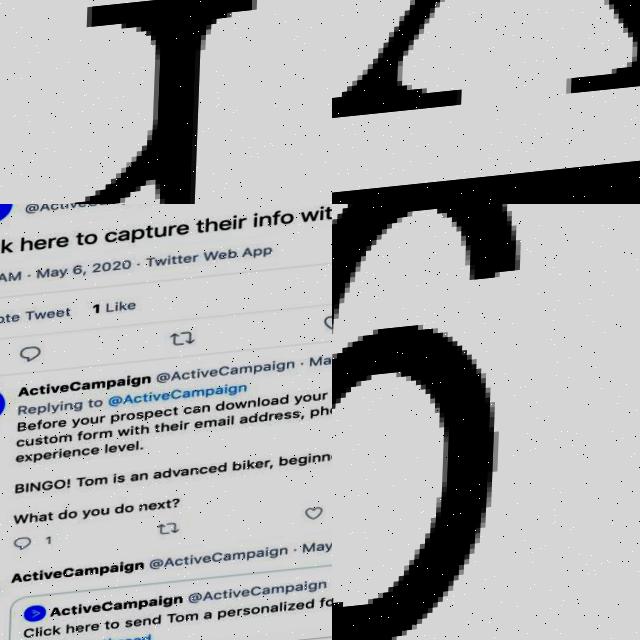 k here to capture their info wit
AM · May 6, 2020 · Twitter Web App
ote Tweet 1 Like
ActiveCampaign @ActiveCampaign · Ma
Replying to @ActiveCampaign
Before your prospect can download your
custom form with their email address, pho
experience level.
BINGO! Tom is an advanced biker, beginn
What do you do next?
1
ActiveCampaign @ActiveCampaign · May
ActiveCampaign @ActiveCampaign
Click here to send Tom a personalized fo